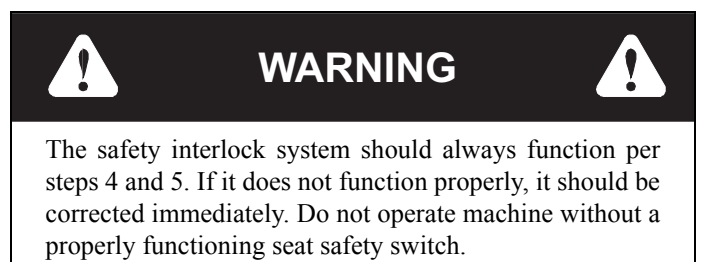 WARNING
The safety interlock system should always function per
steps 4 and 5. If it does not function properly, it should be
corrected immediately. Do not operate machine without a
properly functioning seat safety switch.